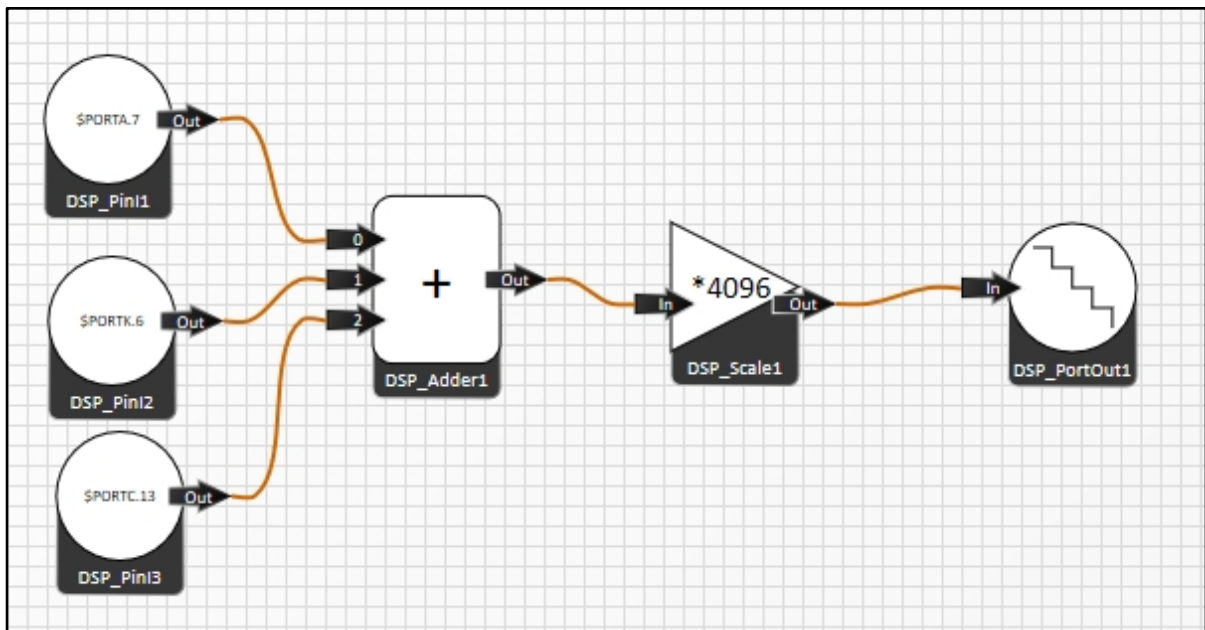 $PORTA.7
Out
DSP_PinI1
$PORTK.6
Out
DSP_PinI2
$PORTC.13
Out
DSP_PinI3
0
1
2
+
Out
DSP_Adder1
In
*4096
Out
DSP_Scale1
In
DSP_PortOut1